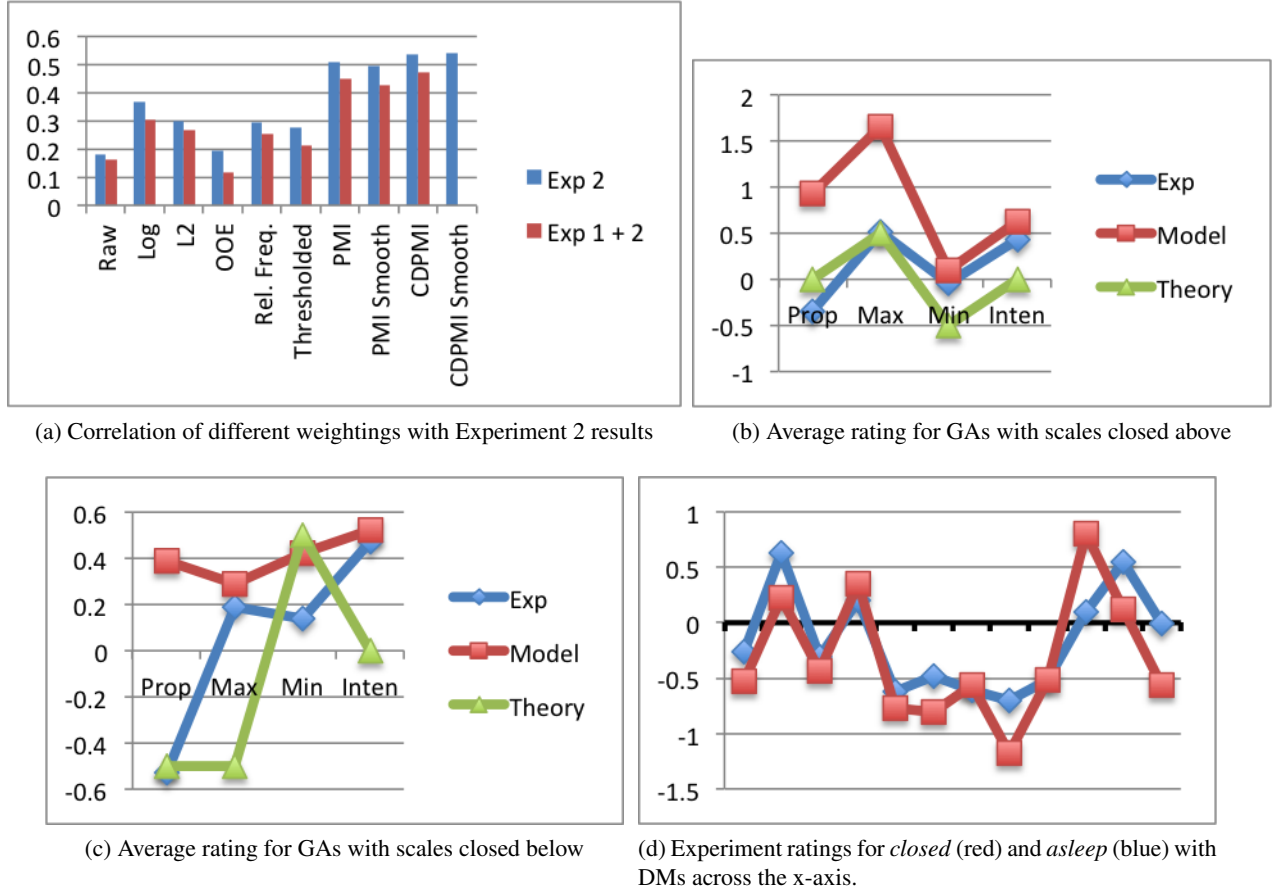 0.6
0.5
0.4
0.3
0.2
0.1
0
Raw
Log
L2
OOE
Rel. Freq.
Thresholded
PMI
PMI Smooth
CDPMI
CDPMI Smooth
Exp 2
Exp 1 + 2
(a) Correlation of different weightings with Experiment 2 results
2
1.5
1
0.5
0
-0.5
-1
Prop Max Min Inten
Exp
Model
Theory
(b) Average rating for GAs with scales closed above
0.6
0.4
0.2
0
-0.2
-0.4
-0.6
Prop Max Min Inten
Exp
Model
Theory
(c) Average rating for GAs with scales closed below
1
0.5
0
-0.5
-1
-1.5
(d) Experiment ratings for closed (red) and asleep (blue) with
DMs across the x-axis.